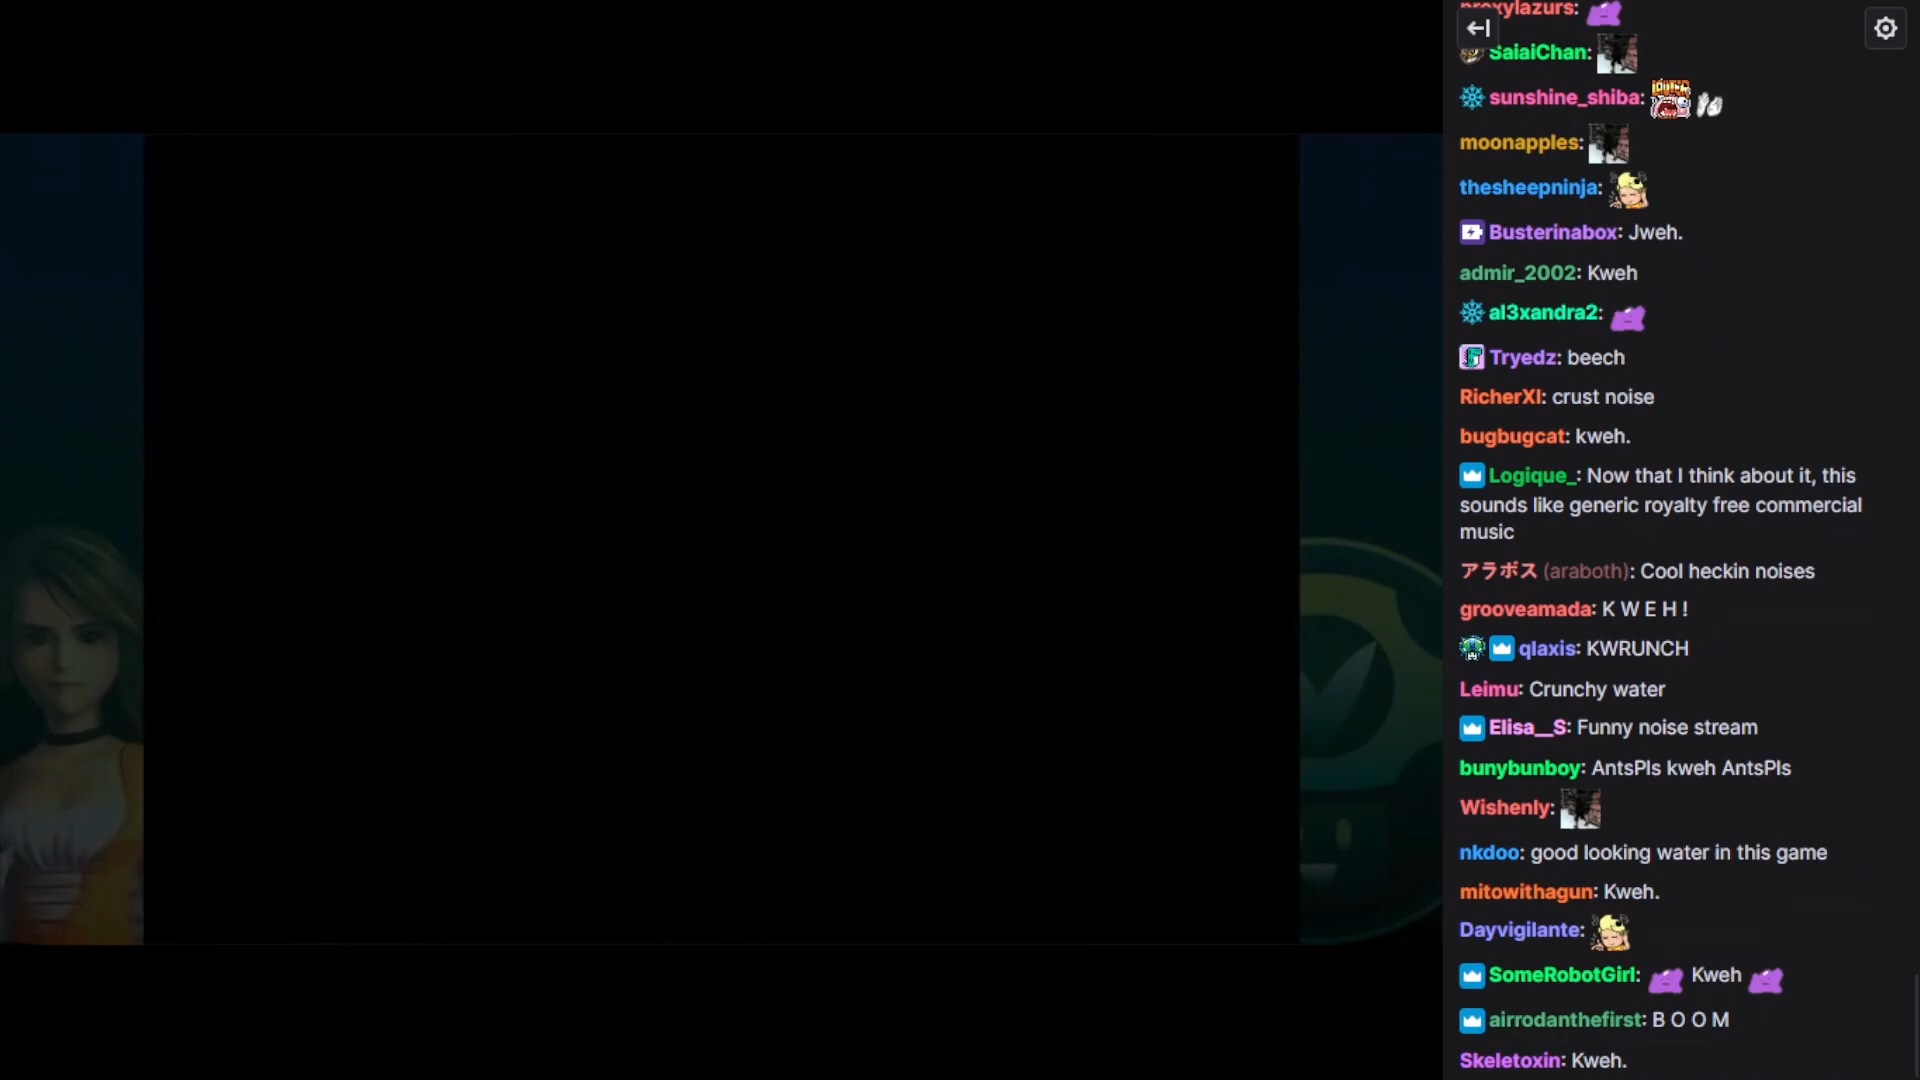 proxylazurs:
SaiaiChan:
sunshine_shiba:
moonapples:
thesheepninja:
Busterinabox: Jweh.
admir_2002: Kweh
al3xandra2:
Tryedz: beech
RicherXI: crust noise
bugbugcat: kweh.
Logique_: Now that I think about it, this
sounds like generic royalty free commercial
music
アラボス (araboth): Cool heckin noises
grooveamada: K W E H !
qlaxis: KWRUNCH
Leimu: Crunchy water
Elisa__S: Funny noise stream
bunybunboy: AntsPls kweh AntsPls
Wishenly:
nkdoo: good looking water in this game
mitowithagun: Kweh.
Dayvigilante:
SomeRobotGirl: Kweh
airrodanthefirst: B O O M
Skeletoxin: Kweh.